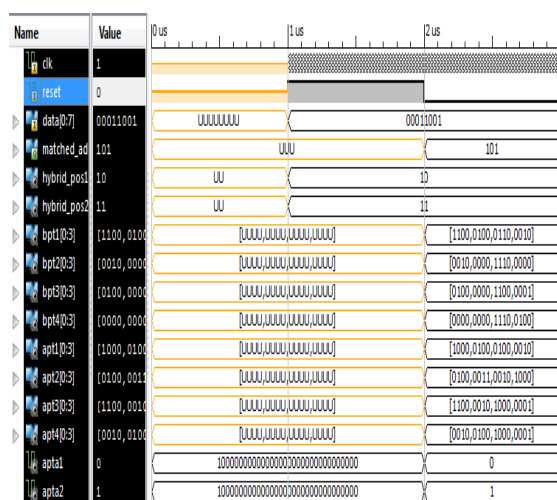 Name Value 0 us 1 us 2 us
clk 1
reset 0
data[0:7] 00011001 UUUUUUUU 00011001
matched_ad 101 UUU 101
hybrid_pos1 10 UU 10
hybrid_pos2 11 UU 11
bpt1[0:3] [1100,0100 [UUUU,UUUU,UUUU,UUUU] [1100,0100,0110,0010]
bpt2[0:3] [0010,0000 [UUUU,UUUU,UUUU,UUUU] [0010,0000,1110,0000]
bpt3[0:3] [0100,0000 [UUUU,UUUU,UUUU,UUUU] [0100,0000,1100,0001]
bpt4[0:3] [0000,0000 [UUUU,UUUU,UUUU,UUUU] [0000,0000,1110,0100]
apt1[0:3] [1000,0100 [UUUU,UUUU,UUUU,UUUU] [1000,0100,0100,0010]
apt2[0:3] [0100,0011 [UUUU,UUUU,UUUU,UUUU] [0100,0011,0010,1000]
apt3[0:3] [1100,0010 [UUUU,UUUU,UUUU,UUUU] [1100,0010,1000,0001]
apt4[0:3] [0010,0100 [UUUU,UUUU,UUUU,UUUU] [0010,0100,1000,0001]
apta1 0 10000000000000000000000000000000 0
apta2 1 10000000000000000000000000000000 1